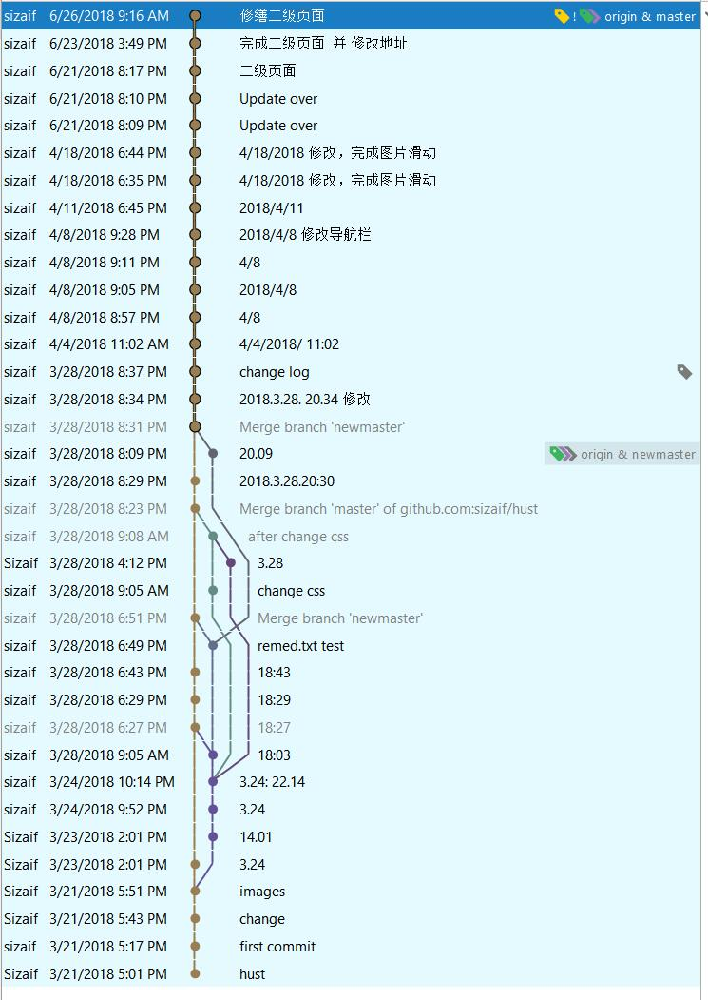 sizaif 6/26/2018 9:16 AM 修缮二级页面 ! origin & master
sizaif 6/23/2018 3:49 PM 完成二级页面 并 修改地址
sizaif 6/21/2018 8:17 PM 二级页面
sizaif 6/21/2018 8:10 PM Update over
sizaif 6/21/2018 8:09 PM Update over
sizaif 4/18/2018 6:44 PM 4/18/2018 修改，完成图片滑动
sizaif 4/18/2018 6:35 PM 4/18/2018 修改，完成图片滑动
sizaif 4/11/2018 6:45 PM 2018/4/11
sizaif 4/8/2018 9:28 PM 2018/4/8 修改导航栏
sizaif 4/8/2018 9:11 PM 4/8
sizaif 4/8/2018 9:05 PM 2018/4/8
sizaif 4/8/2018 8:57 PM 4/8
sizaif 4/4/2018 11:02 AM 4/4/2018/ 11:02
sizaif 3/28/2018 8:37 PM change log
sizaif 3/28/2018 8:34 PM 2018.3.28. 20.34 修改
sizaif 3/28/2018 8:31 PM Merge branch 'newmaster'
sizaif 3/28/2018 8:09 PM 20.09 origin & newmaster
sizaif 3/28/2018 8:29 PM 2018.3.28.20:30
sizaif 3/28/2018 8:23 PM Merge branch 'master' of github.com:sizaif/hust
sizaif 3/28/2018 9:08 AM after change css
Sizaif 3/28/2018 4:12 PM 3.28
sizaif 3/28/2018 9:05 AM change css
sizaif 3/28/2018 6:51 PM Merge branch 'newmaster'
sizaif 3/28/2018 6:49 PM remed.txt test
sizaif 3/28/2018 6:43 PM 18:43
sizaif 3/28/2018 6:29 PM 18:29
sizaif 3/28/2018 6:27 PM 18:27
sizaif 3/28/2018 9:05 AM 18:03
sizaif 3/24/2018 10:14 PM 3.24: 22.14
sizaif 3/24/2018 9:52 PM 3.24
Sizaif 3/23/2018 2:01 PM 14.01
Sizaif 3/23/2018 2:01 PM 3.24
Sizaif 3/21/2018 5:51 PM images
Sizaif 3/21/2018 5:43 PM change
sizaif 3/21/2018 5:17 PM first commit
Sizaif 3/21/2018 5:01 PM hust